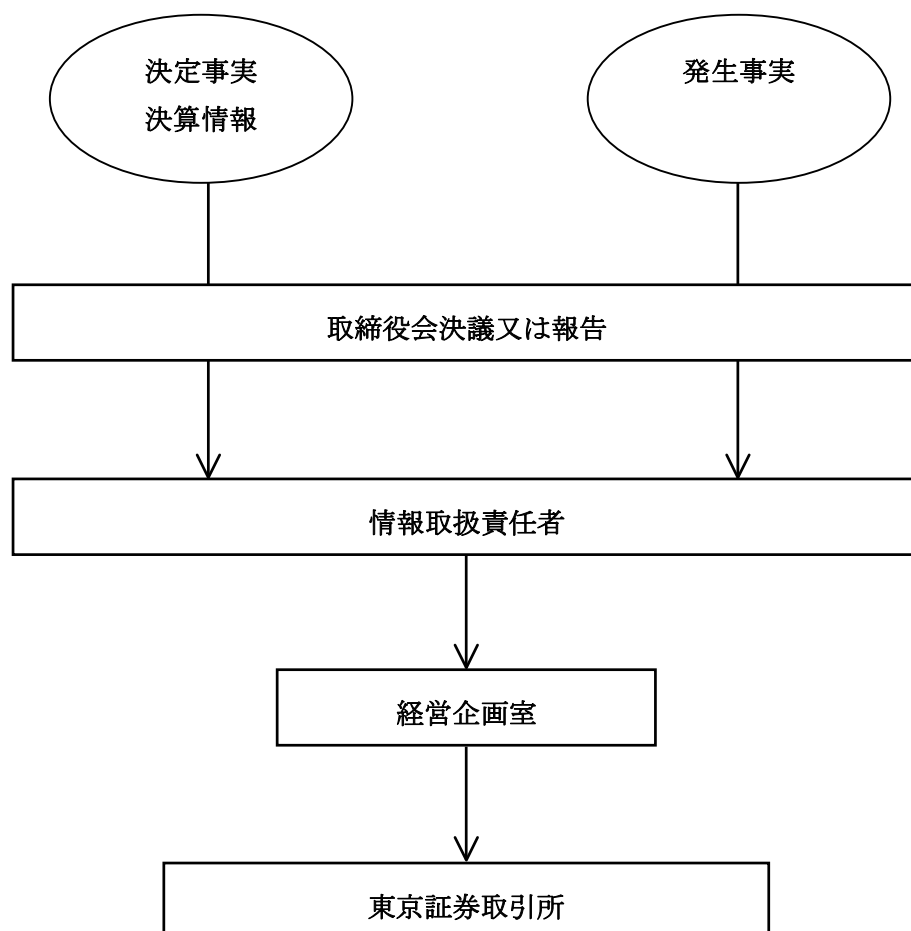 決定事実
決算情報
発生事実
取締役会決議又は報告
情報取扱責任者
経営企画室
東京証券取引所